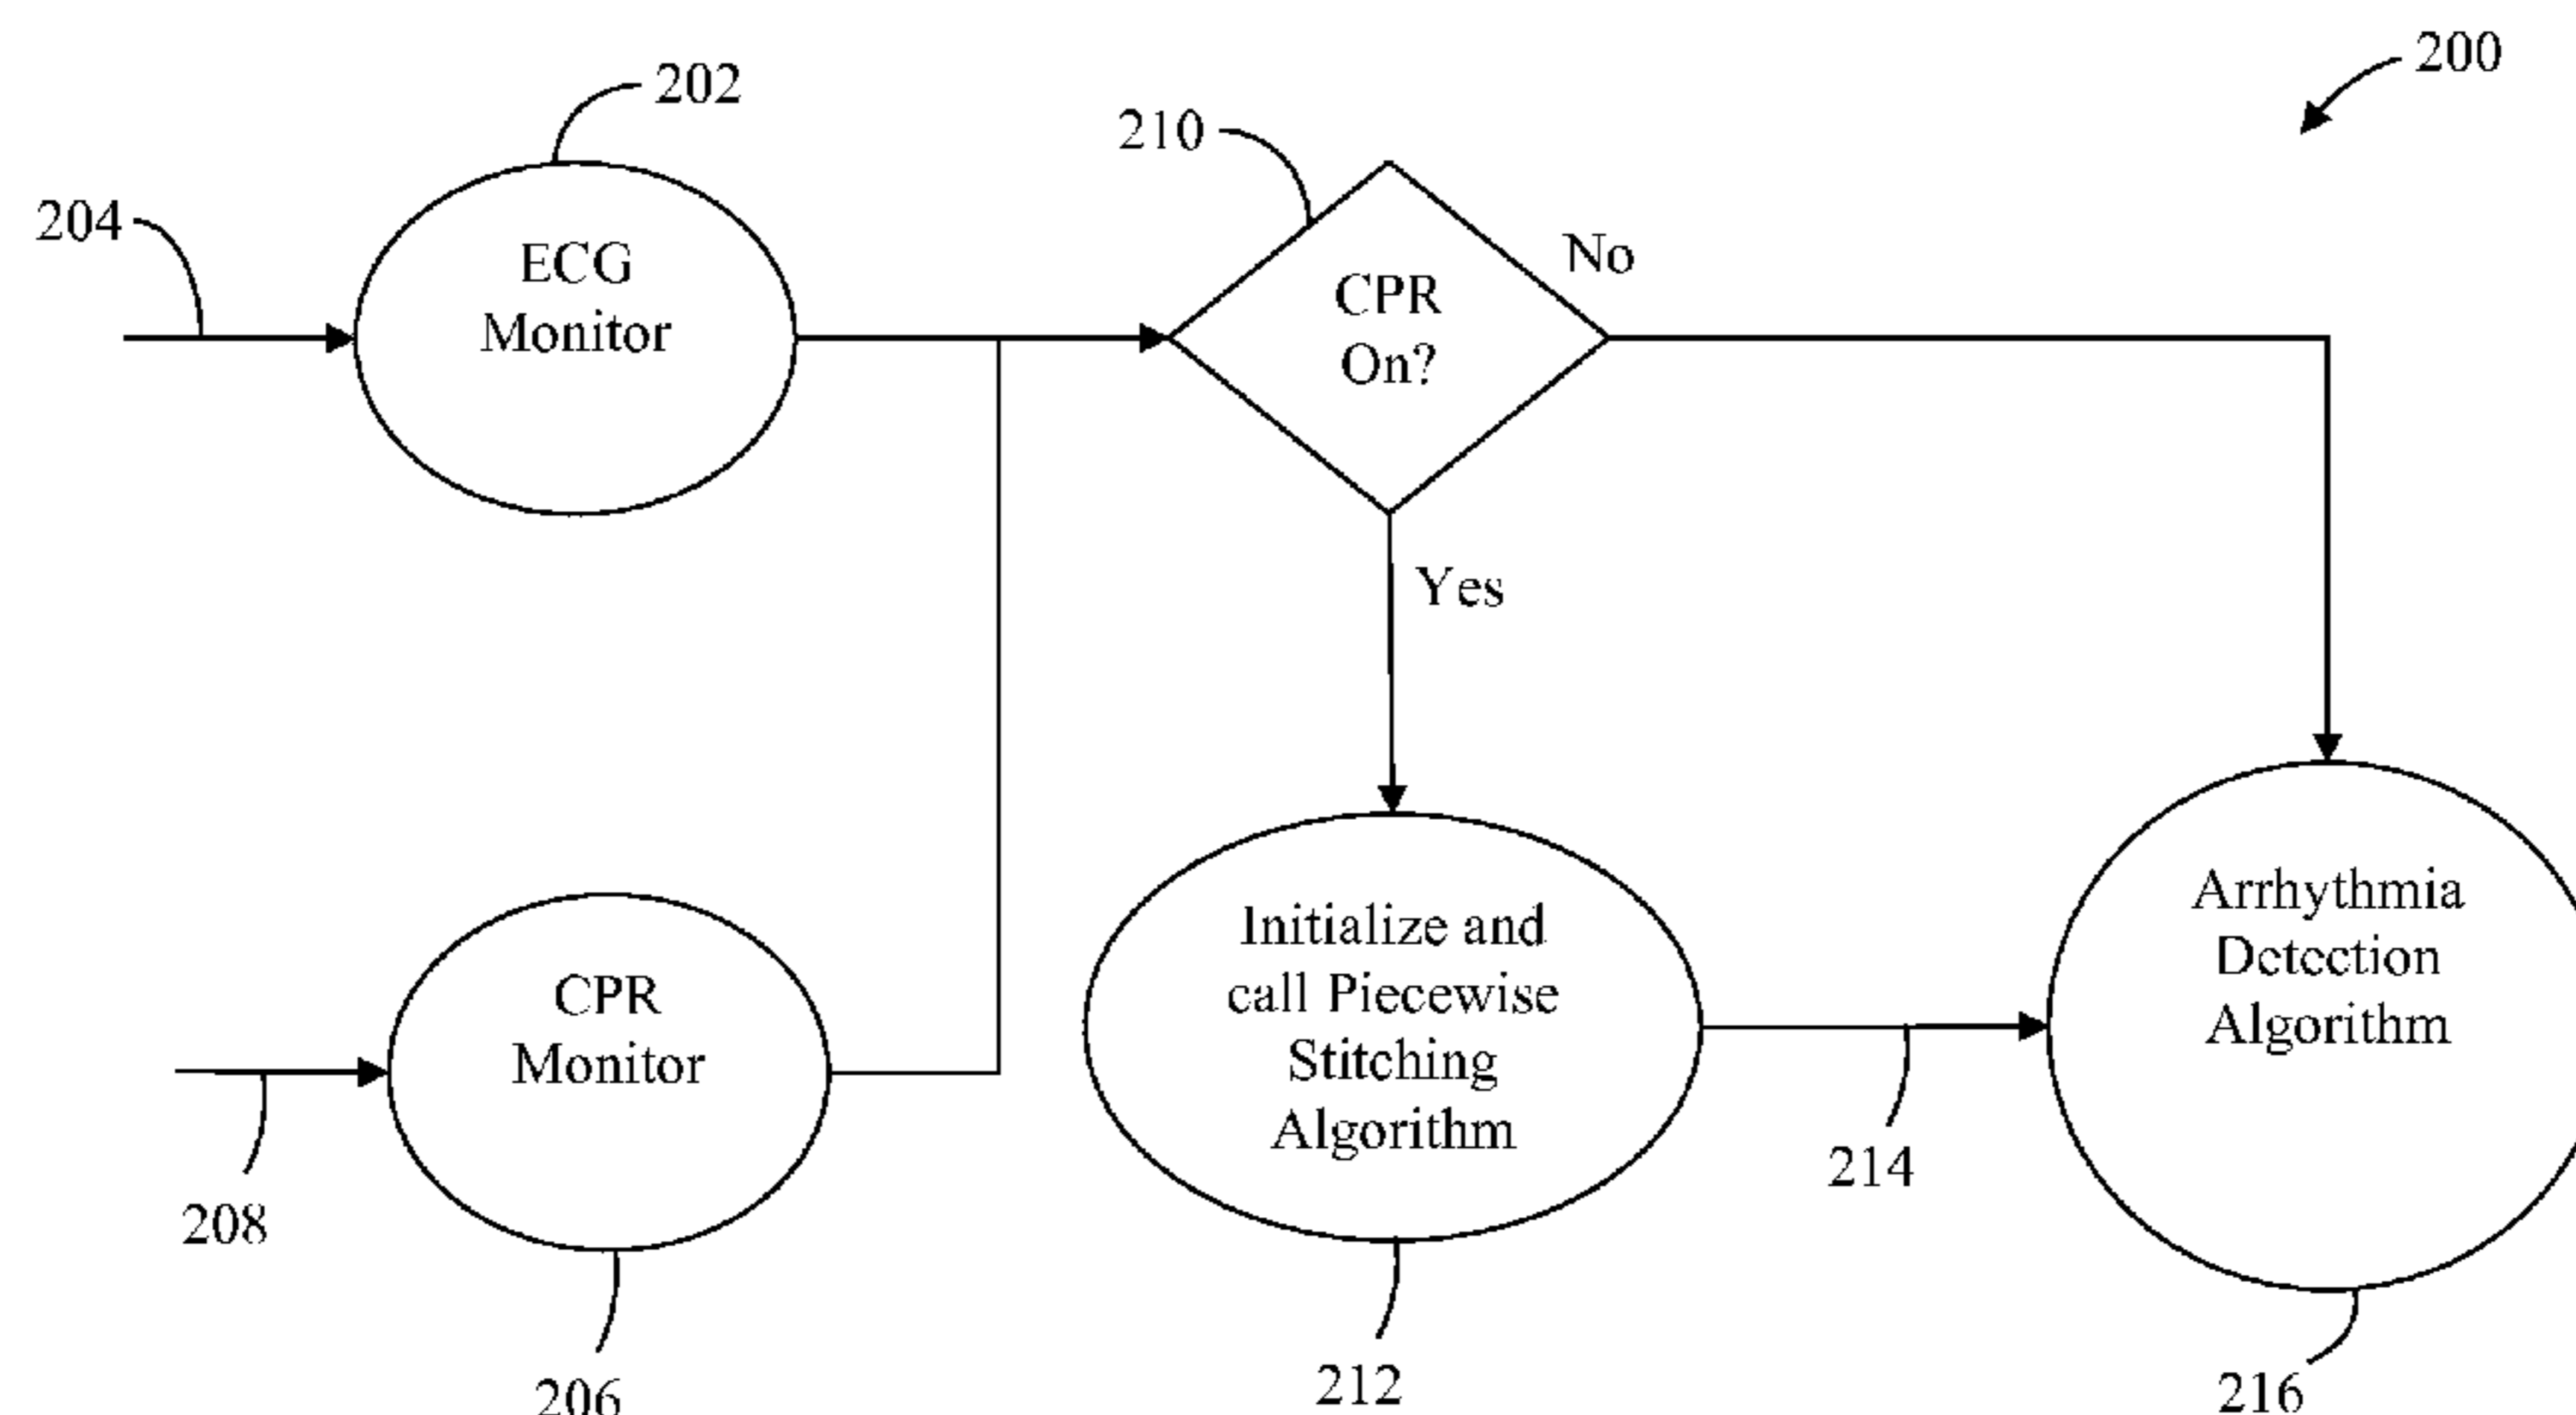 200
202
204
ECG
Monitor
210
CPR
On?
No
Yes
CPR
Monitor
208
206
Initialize and
call Piecewise
Stitching
Algorithm
212
214
Arrhythmia
Detection
Algorithm
216